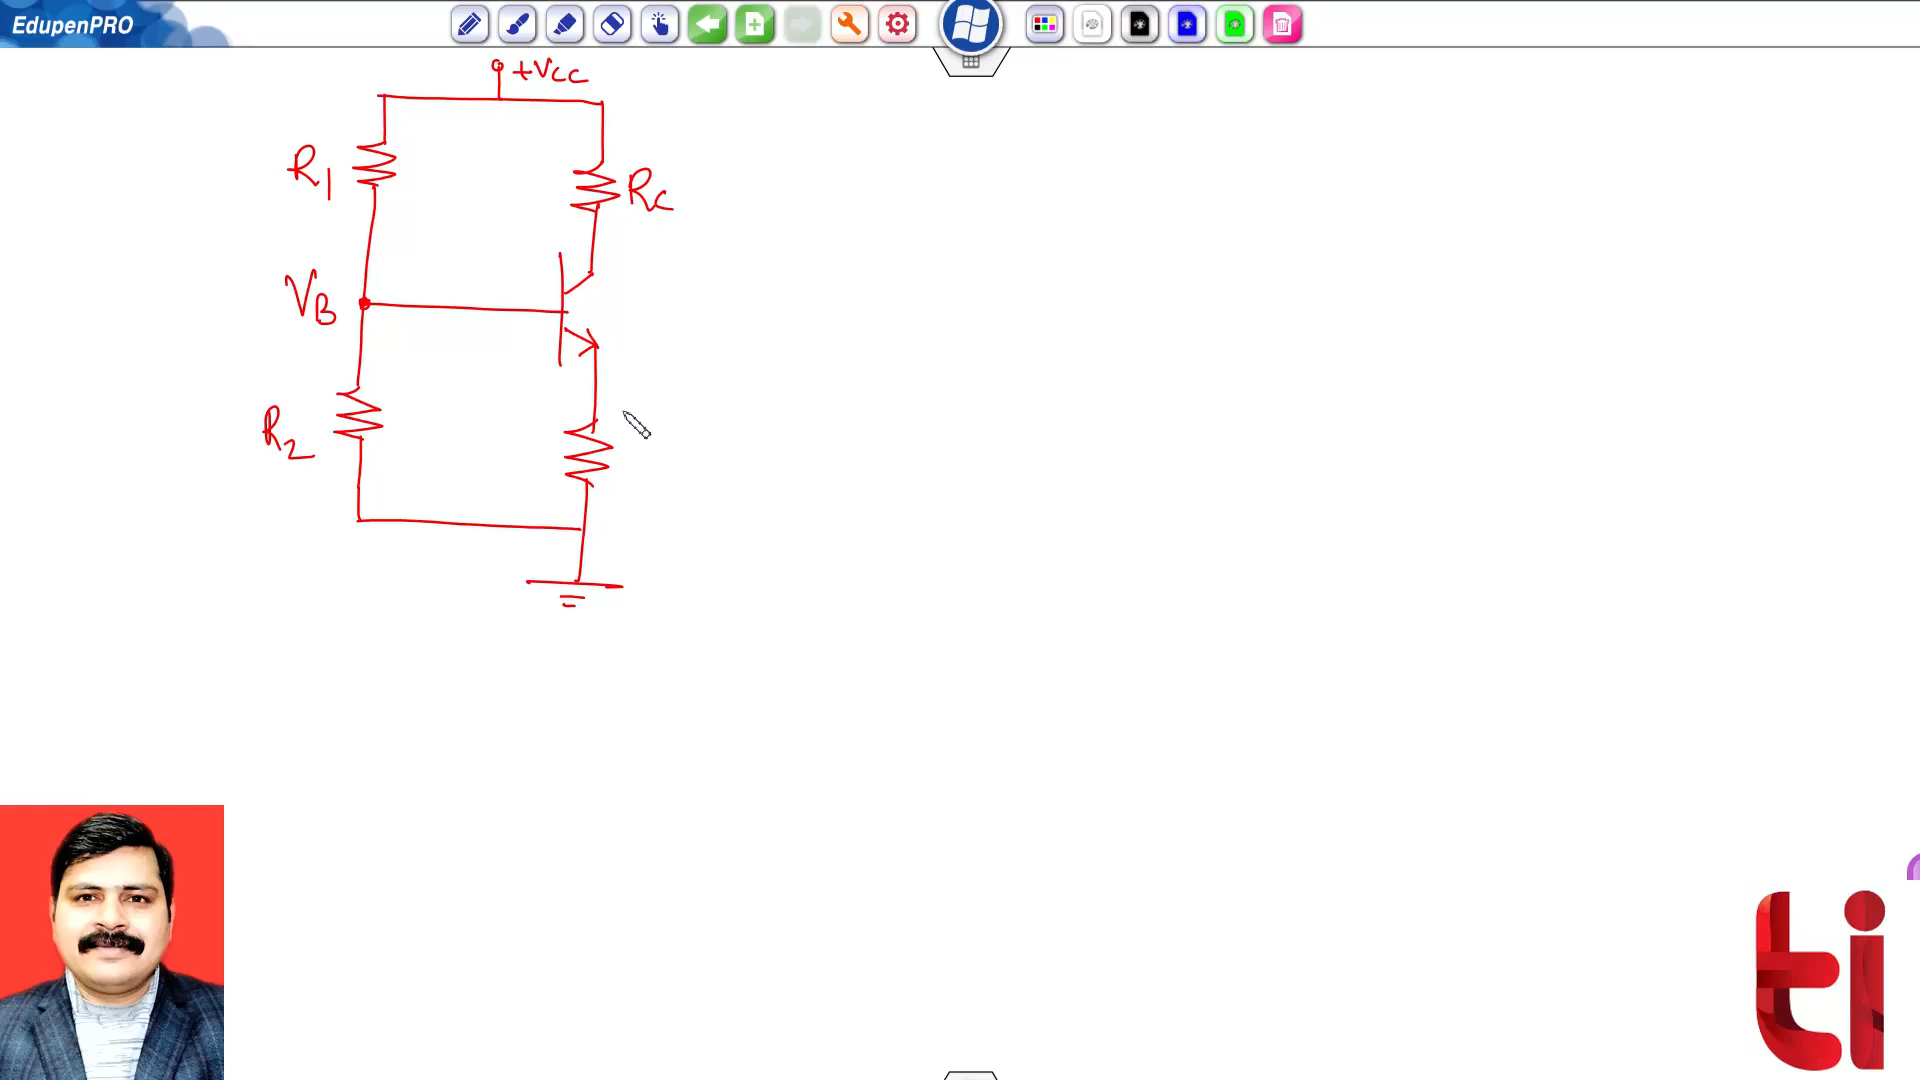 EdupenPRO
+VCC
R1
RC
VB
R2
ti